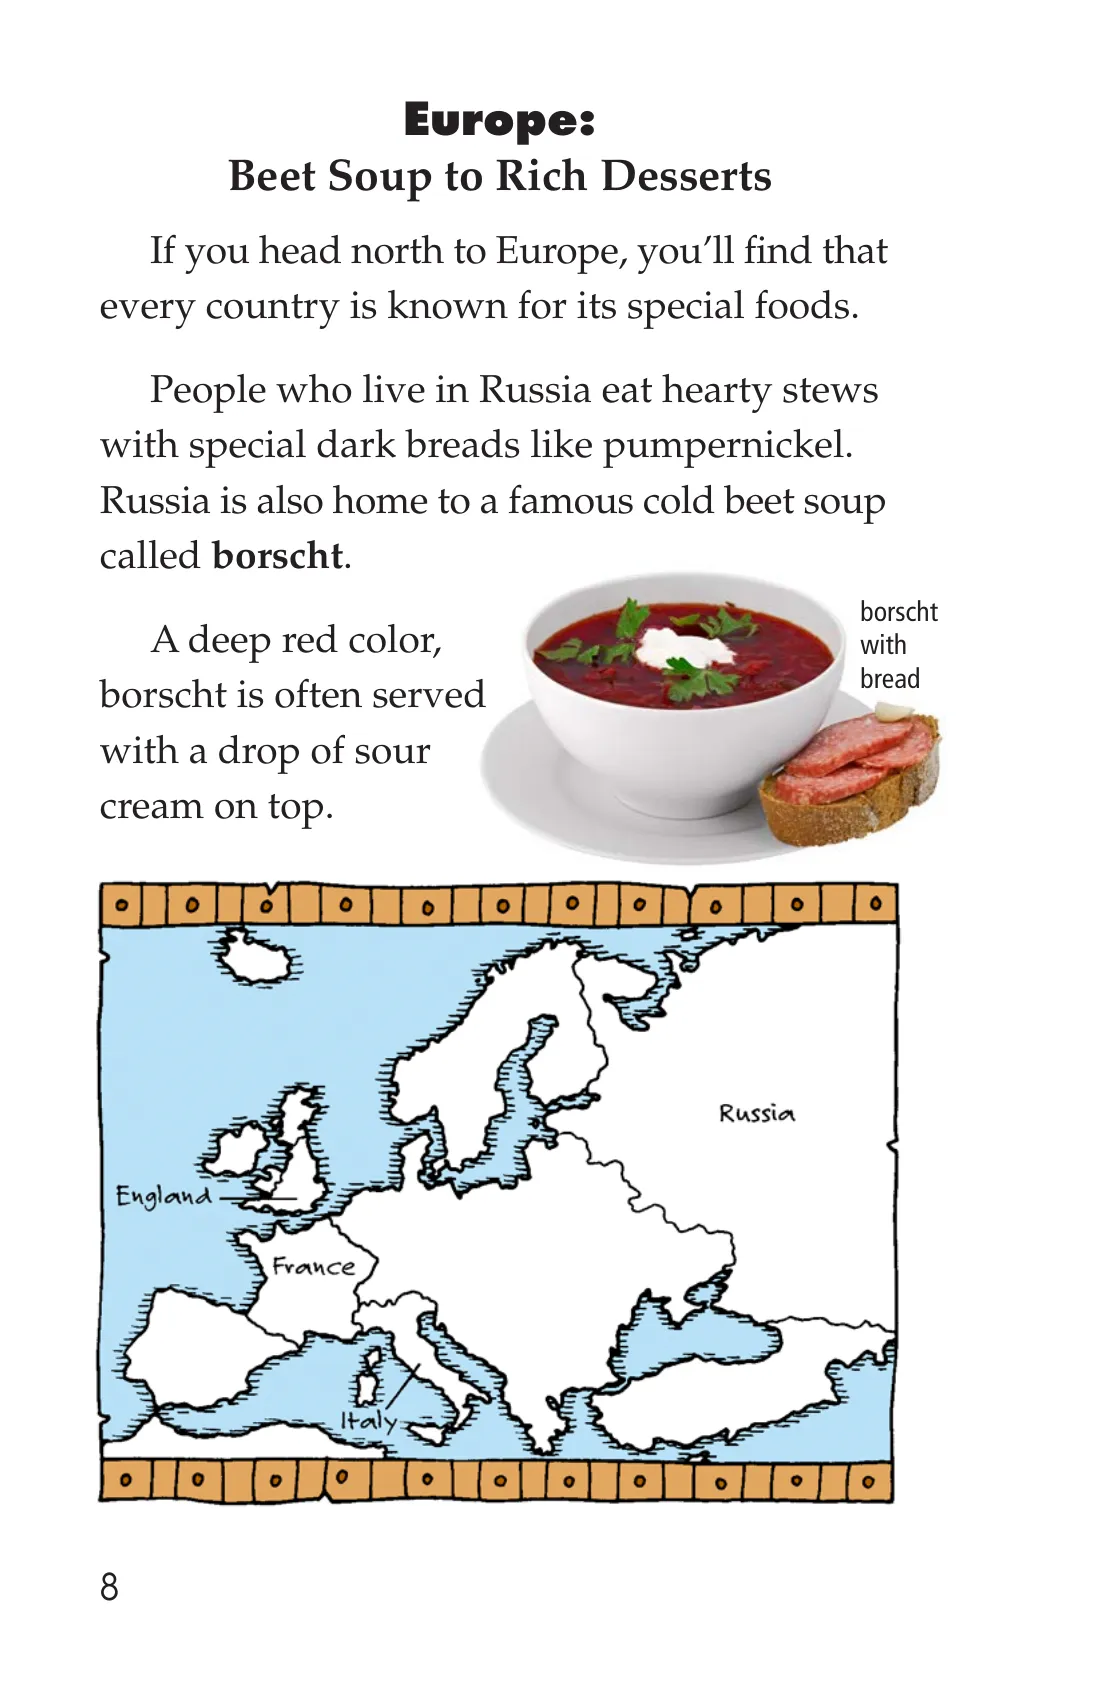 Europe:
Beet Soup to Rich Desserts
If you head north to Europe, you’ll find that
every country is known for its special foods.
People who live in Russia eat hearty stews
with special dark breads like pumpernickel.
Russia is also home to a famous cold beet soup
called borscht.
A deep red color,
borscht is often served
with a drop of sour
cream on top.
borscht
with
bread
Russia
England
France
Italy
8